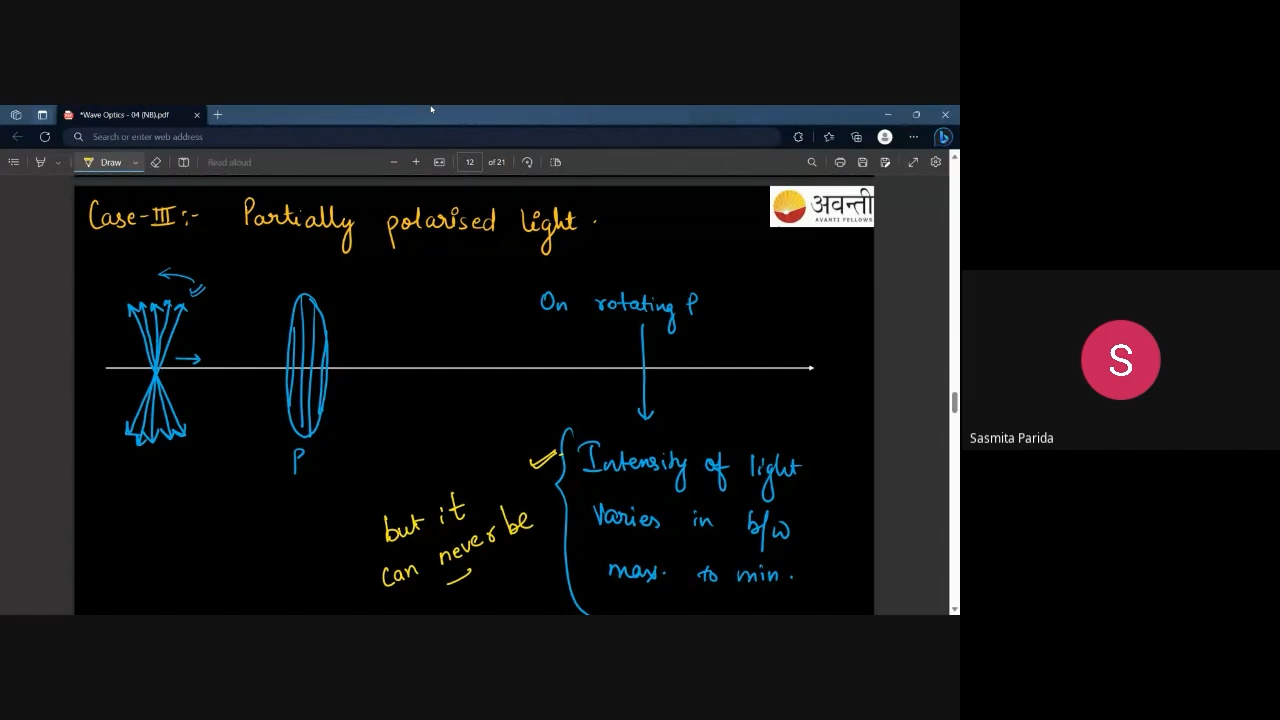 *Wave Optics - 04 (NB).pdf
Search or enter web address
Draw
Read aloud
12 of 21
Case-III:- Partially polarised light.
अवन्ती
AVANTI FELLOWS
On rotating P
P
Intensity of light
varies in b/w
max. to min.
but it
can never be
S
Sasmita Parida